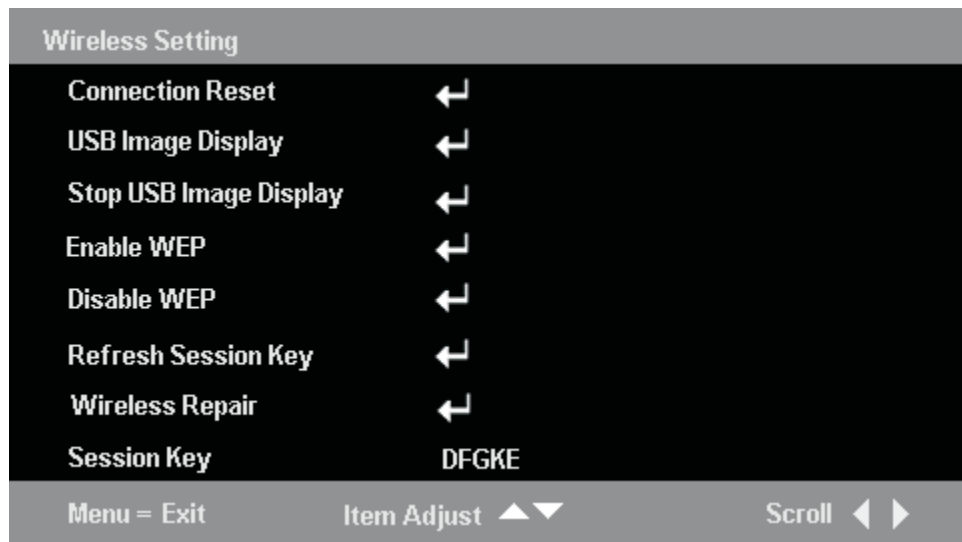 Wireless Setting
Connection Reset
USB Image Display
Stop USB Image Display
Enable WEP
Disable WEP
Refresh Session Key
Wireless Repair
Session Key DFGKE
Menu = Exit Item Adjust Scroll